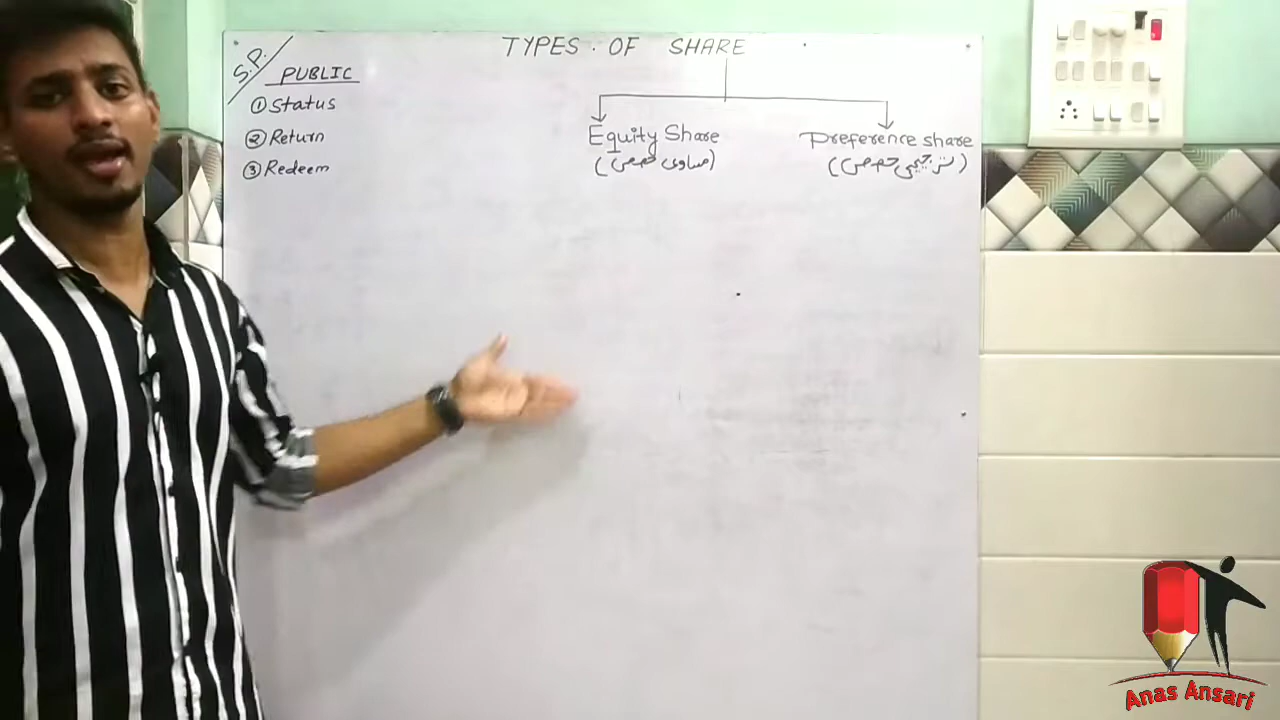 TYPES OF SHARE
S.P.
PUBLIC
① Status
② Return
③ Redeem
Equity Share
(مساوی حصص)
Preference share
(ترجیحی حصص)
Anas Ansari